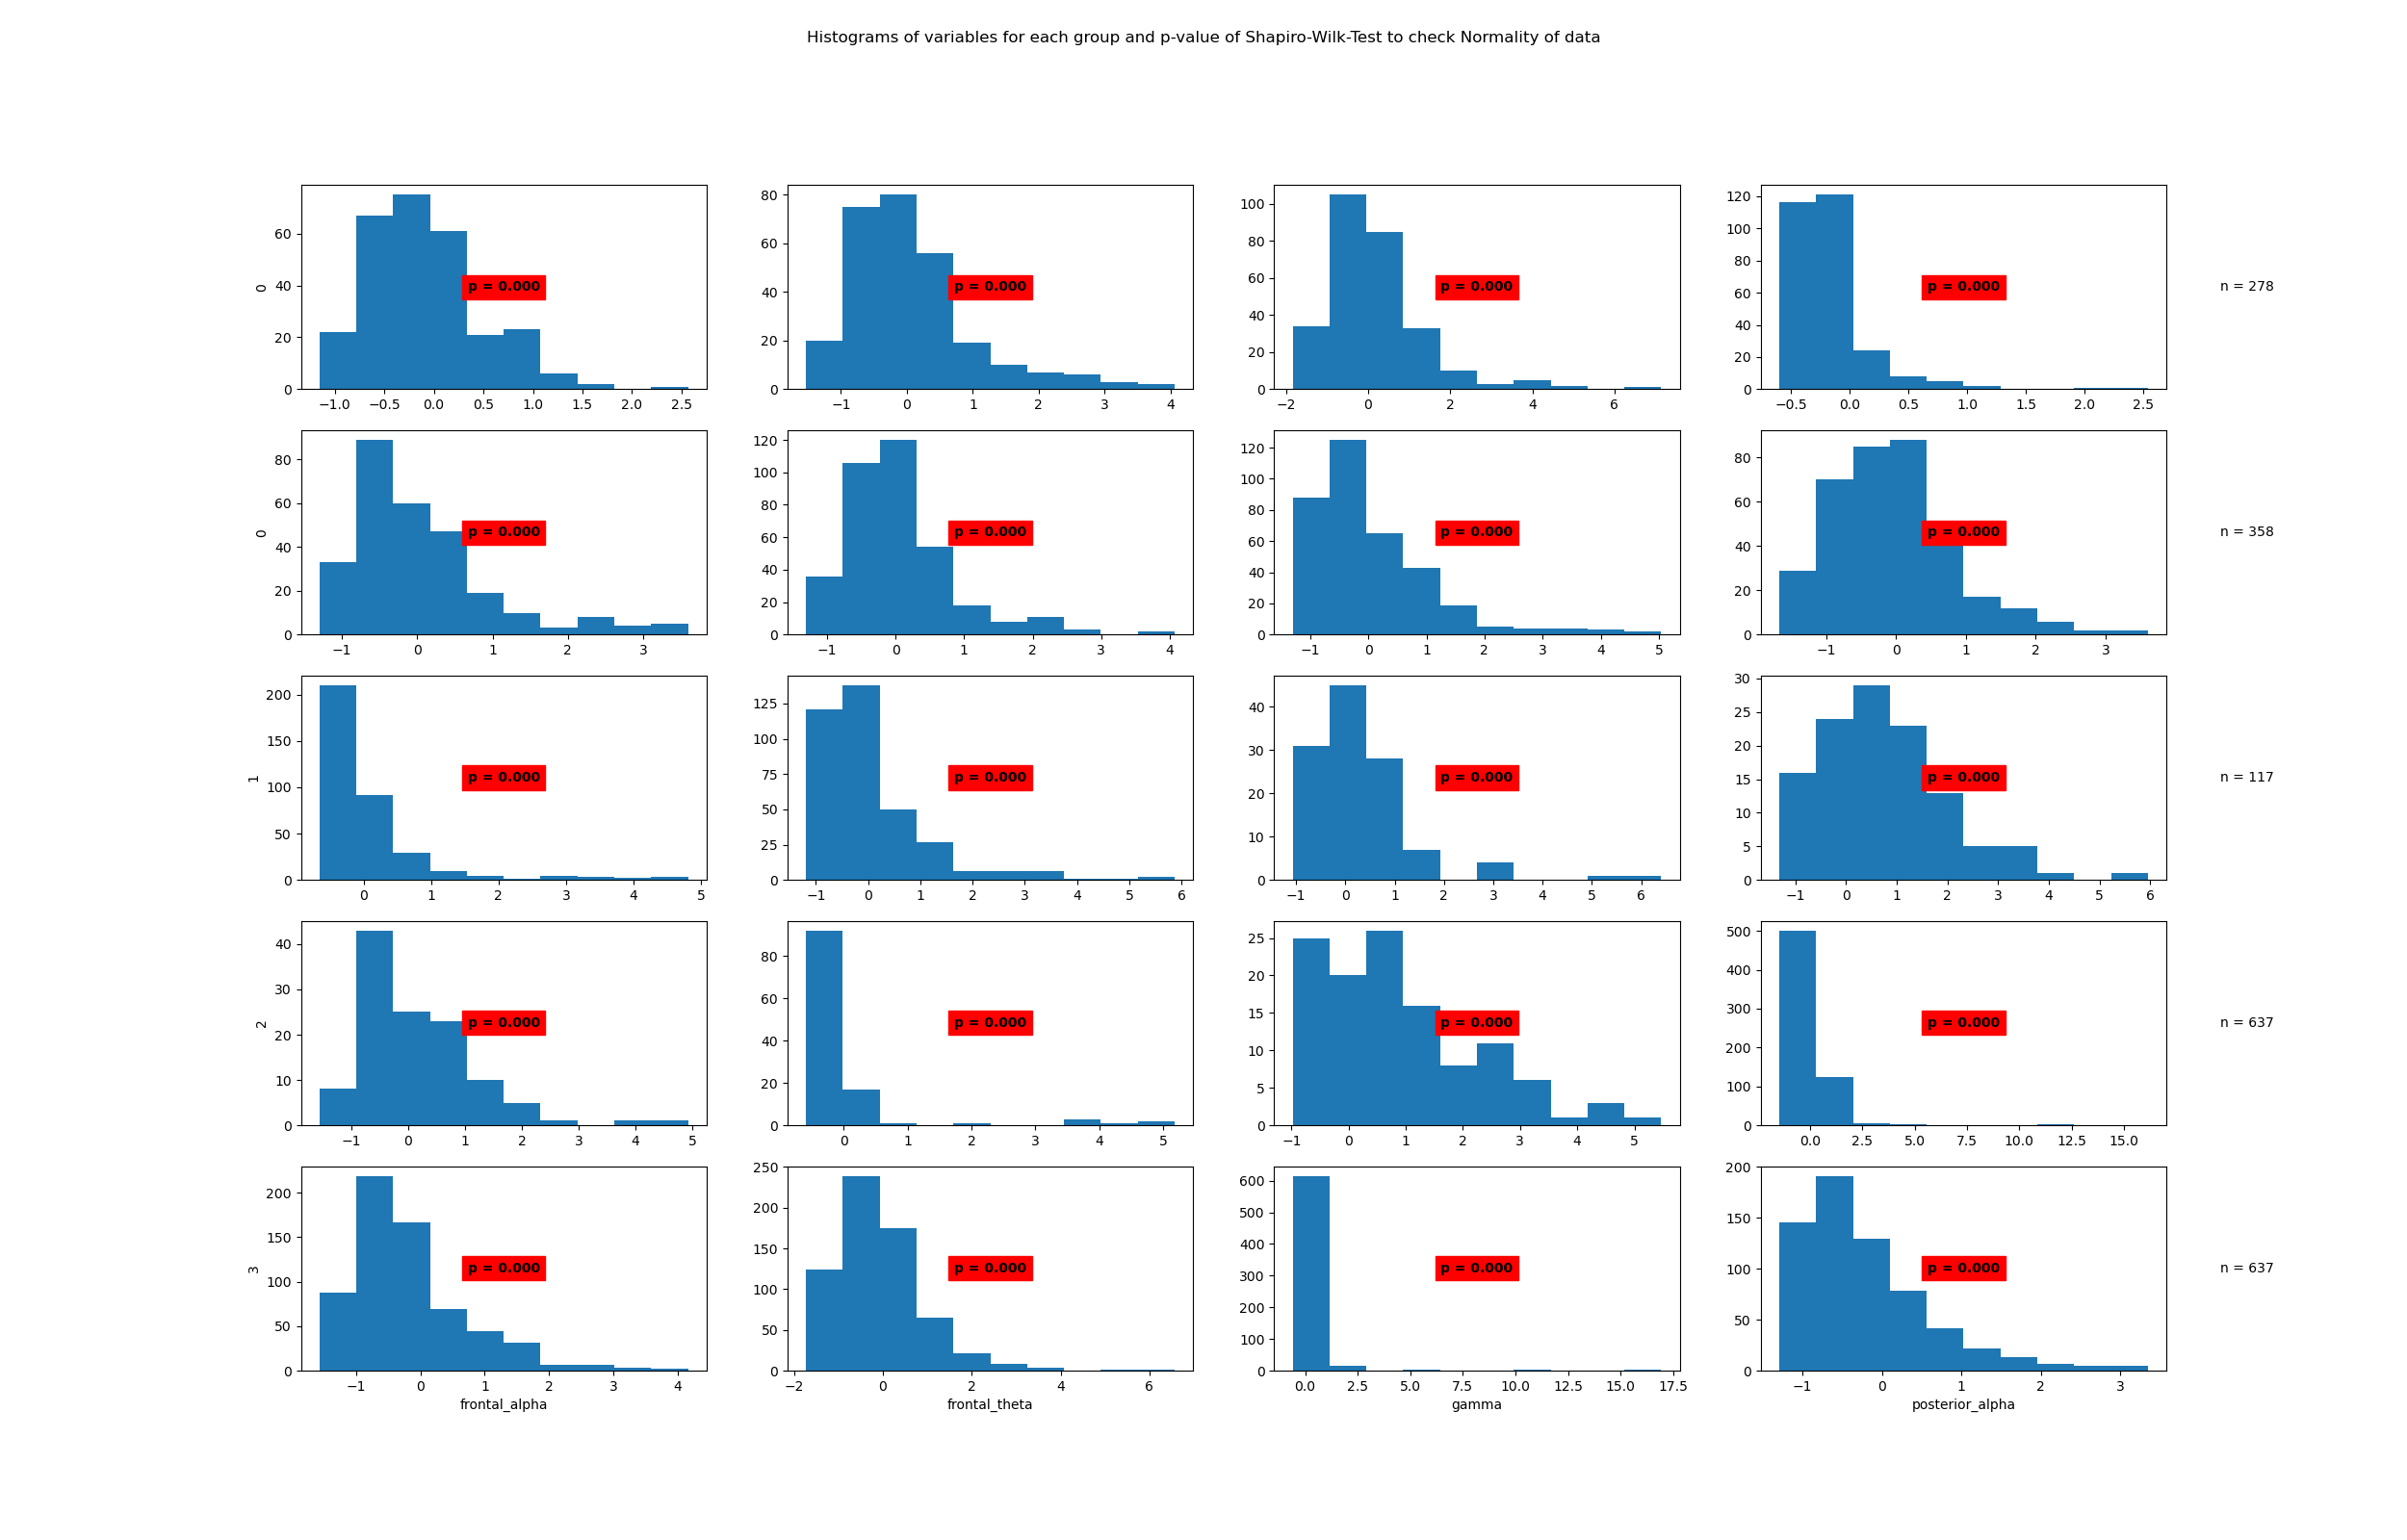 Histograms of variables for each group and p-value of Shapiro-Wilk-Test to check Normality of data
0
60
40
20
0
p = 0.000
−1.0 −0.5 0.0 0.5 1.0 1.5 2.0 2.5
80
60
40
20
0
p = 0.000
−1 0 1 2 3 4
100
80
60
40
20
0
p = 0.000
−2 0 2 4 6
120
100
80
60
40
20
0
p = 0.000
−0.5 0.0 0.5 1.0 1.5 2.0 2.5
n = 278
0
80
60
40
20
0
p = 0.000
−1 0 1 2 3
120
100
80
60
40
20
0
p = 0.000
−1 0 1 2 3 4
125
100
80
60
40
20
0
p = 0.000
−1 0 1 2 3 4 5
80
60
40
20
0
p = 0.000
−1 0 1 2 3
n = 358
1
200
150
100
50
0
p = 0.000
0 1 2 3 4 5
125
100
75
50
25
0
p = 0.000
−1 0 1 2 3 4 5 6
40
30
20
10
0
p = 0.000
−1 0 1 2 3 4 5 6
30
25
20
15
10
5
0
p = 0.000
−1 0 1 2 3 4 5 6
n = 117
2
40
30
20
10
0
p = 0.000
−1 0 1 2 3 4 5
80
60
40
20
0
p = 0.000
0 1 2 3 4 5
25
20
15
10
5
0
p = 0.000
−1 0 1 2 3 4 5
500
400
300
200
100
0
p = 0.000
0.0 2.5 5.0 7.5 10.0 12.5 15.0
n = 637
3
200
150
100
50
0
p = 0.000
−1 0 1 2 3 4
frontal_alpha
250
200
150
100
50
0
p = 0.000
−2 0 2 4 6
frontal_theta
600
500
400
300
200
100
0
p = 0.000
0.0 2.5 5.0 7.5 10.0 12.5 15.0 17.5
gamma
200
150
100
50
0
p = 0.000
−1 0 1 2 3
posterior_alpha
n = 637